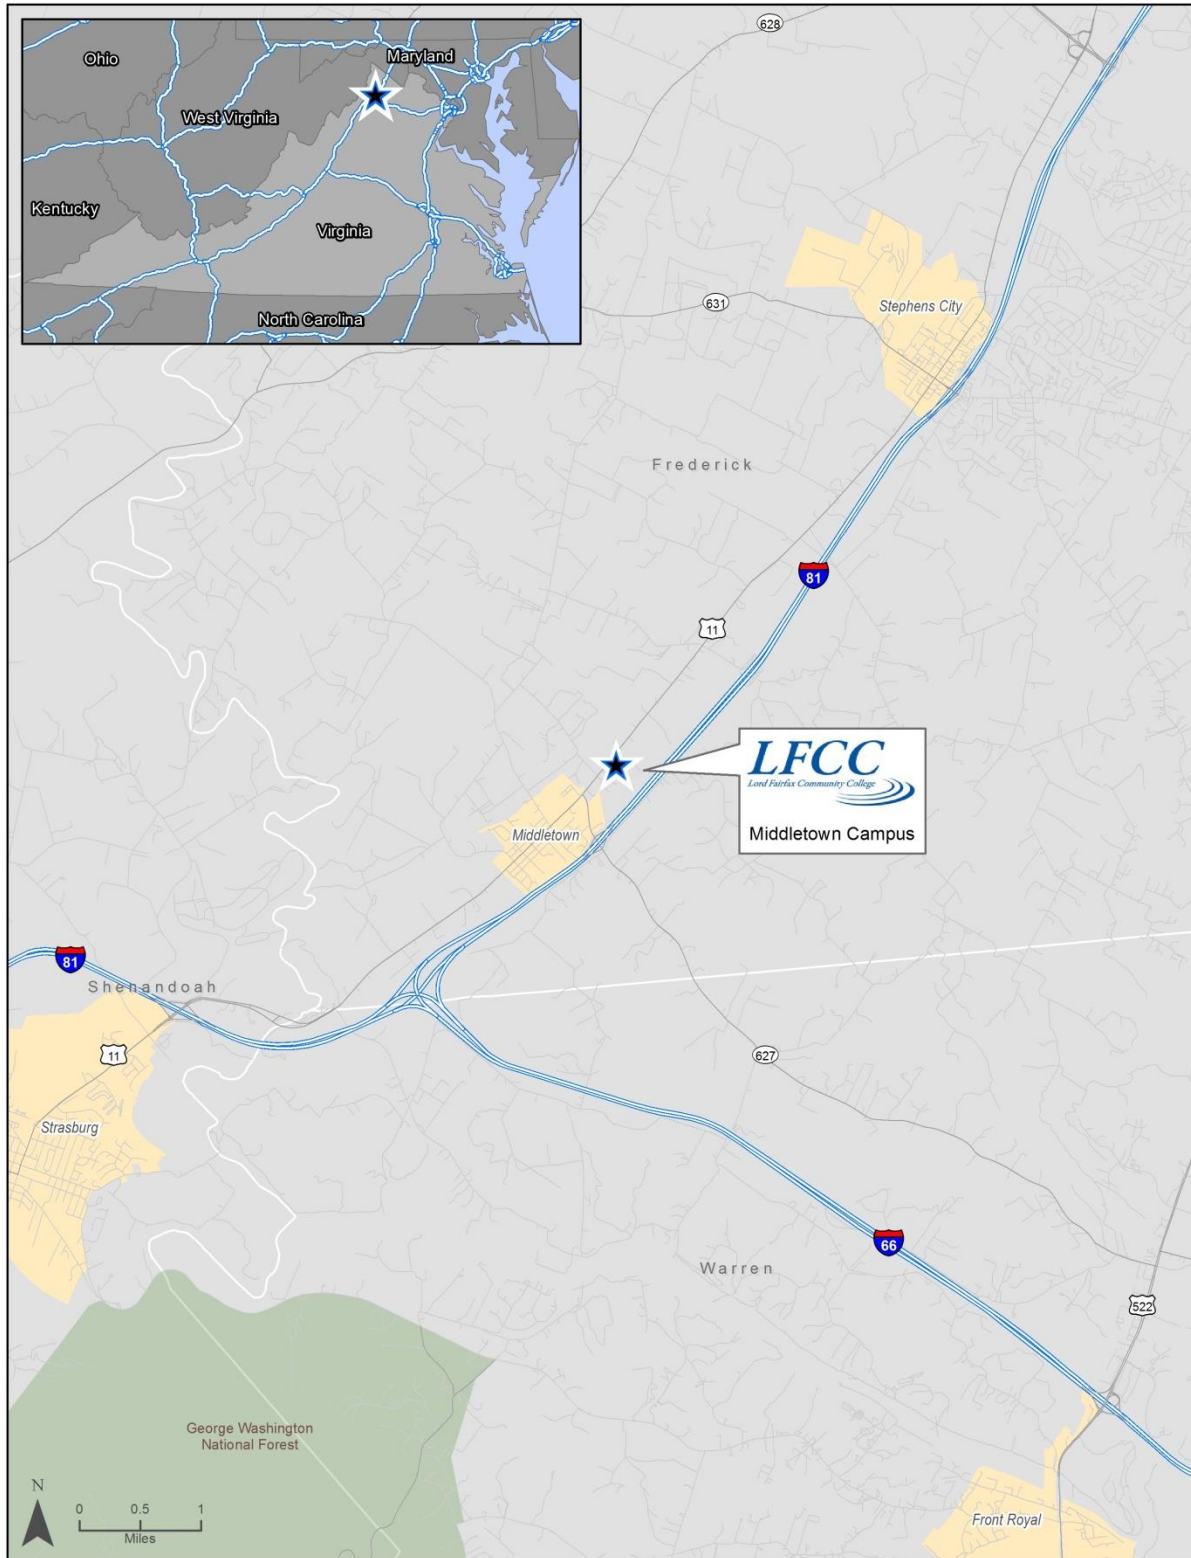 Ohio
Maryland
West Virginia
Kentucky
Virginia
North Carolina
628
631
Stephens City
Frederick
81
11
LFCC
Lord Fairfax Community College
Middletown Campus
Middletown
81
Shenandoah
11
627
Strasburg
66
Warren
522
George Washington
National Forest
N
0 0.5 1
Miles
Front Royal